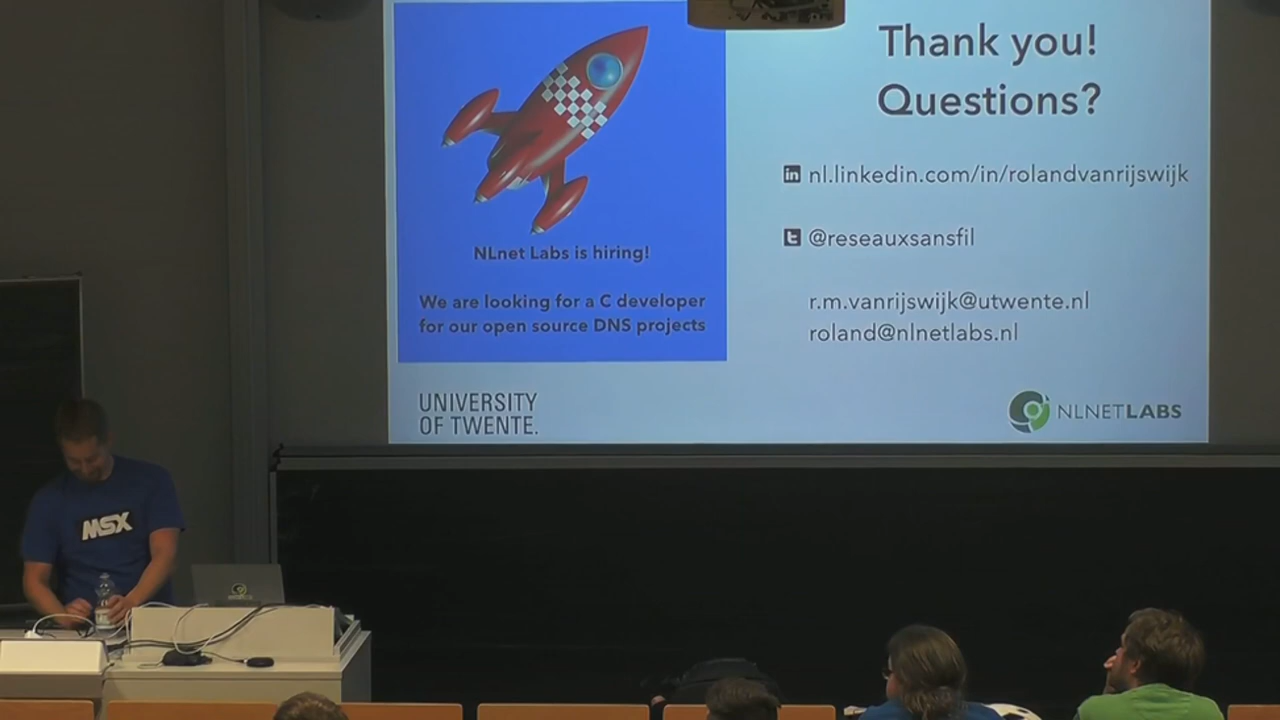 Thank you!
Questions?
nl.linkedin.com/in/rolandvanrijswijk
@reseauxsansfil
r.m.vanrijswijk@utwente.nl
roland@nlnetlabs.nl
NLnet Labs is hiring!
We are looking for a C developer
for our open source DNS projects
UNIVERSITY
OF TWENTE.
NLNETLABS
MSX